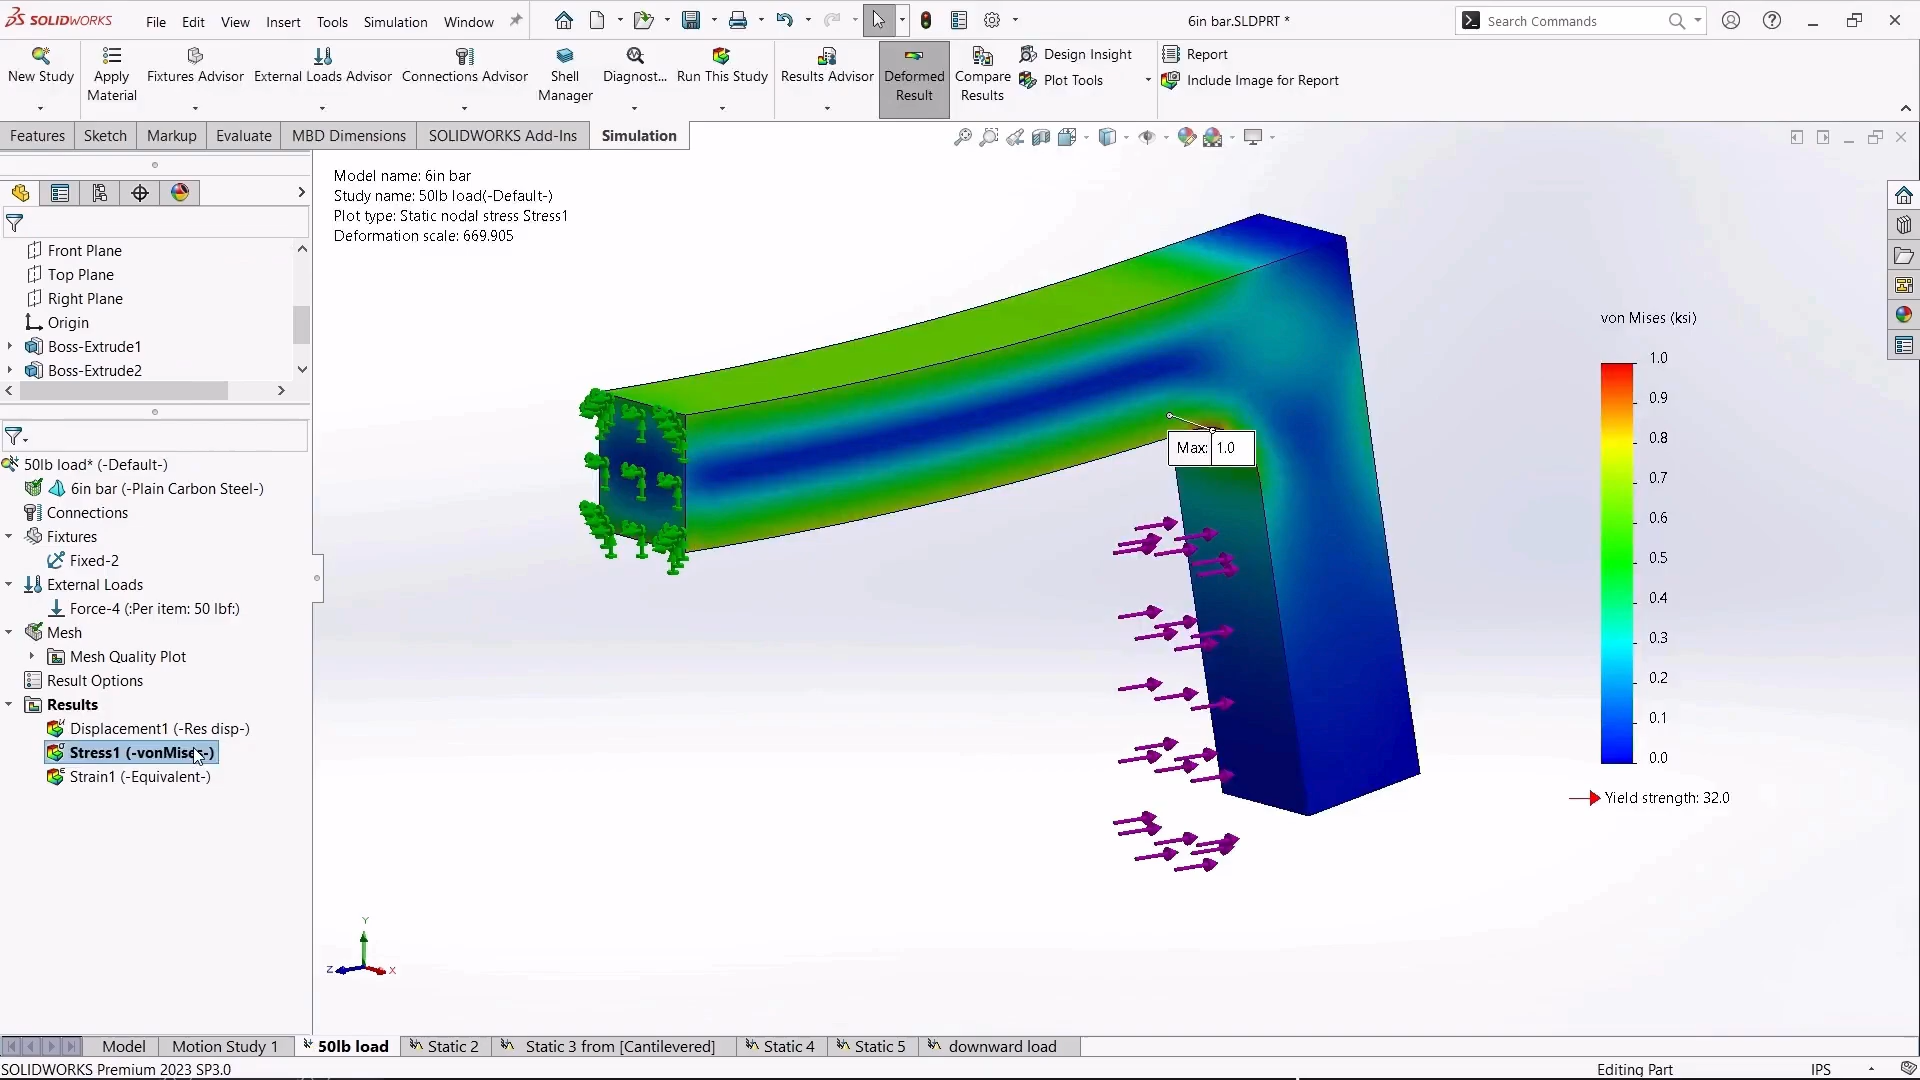 SOLIDWORKS
File Edit View Insert Tools Simulation Window
6in bar.SLDPRT *
Search Commands
New Study
Apply Material
Fixtures Advisor
External Loads Advisor
Connections Advisor
Shell Manager
Diagnost...
Run This Study
Results Advisor
Deformed Result
Compare Results
Design Insight
Plot Tools
Report
Include Image for Report
Features Sketch Markup Evaluate MBD Dimensions SOLIDWORKS Add-Ins Simulation
Front Plane
Top Plane
Right Plane
Origin
Boss-Extrude1
Boss-Extrude2
50lb load* (-Default-)
6in bar (-Plain Carbon Steel-)
Connections
Fixtures
Fixed-2
External Loads
Force-4 (:Per item: 50 lbf:)
Mesh
Mesh Quality Plot
Result Options
Results
Displacement1 (-Res disp-)
Stress1 (-vonMises-)
Strain1 (-Equivalent-)
Model name: 6in bar
Study name: 50lb load(-Default-)
Plot type: Static nodal stress Stress1
Deformation scale: 669.905
Max: 1.0
von Mises (ksi)
1.0
0.9
0.8
0.7
0.6
0.5
0.4
0.3
0.2
0.1
0.0
Yield strength: 32.0
Y
Z
X
Model Motion Study 1 50lb load Static 2 Static 3 from [Cantilevered] Static 4 Static 5 downward load
SOLIDWORKS Premium 2023 SP3.0
Editing Part
IPS